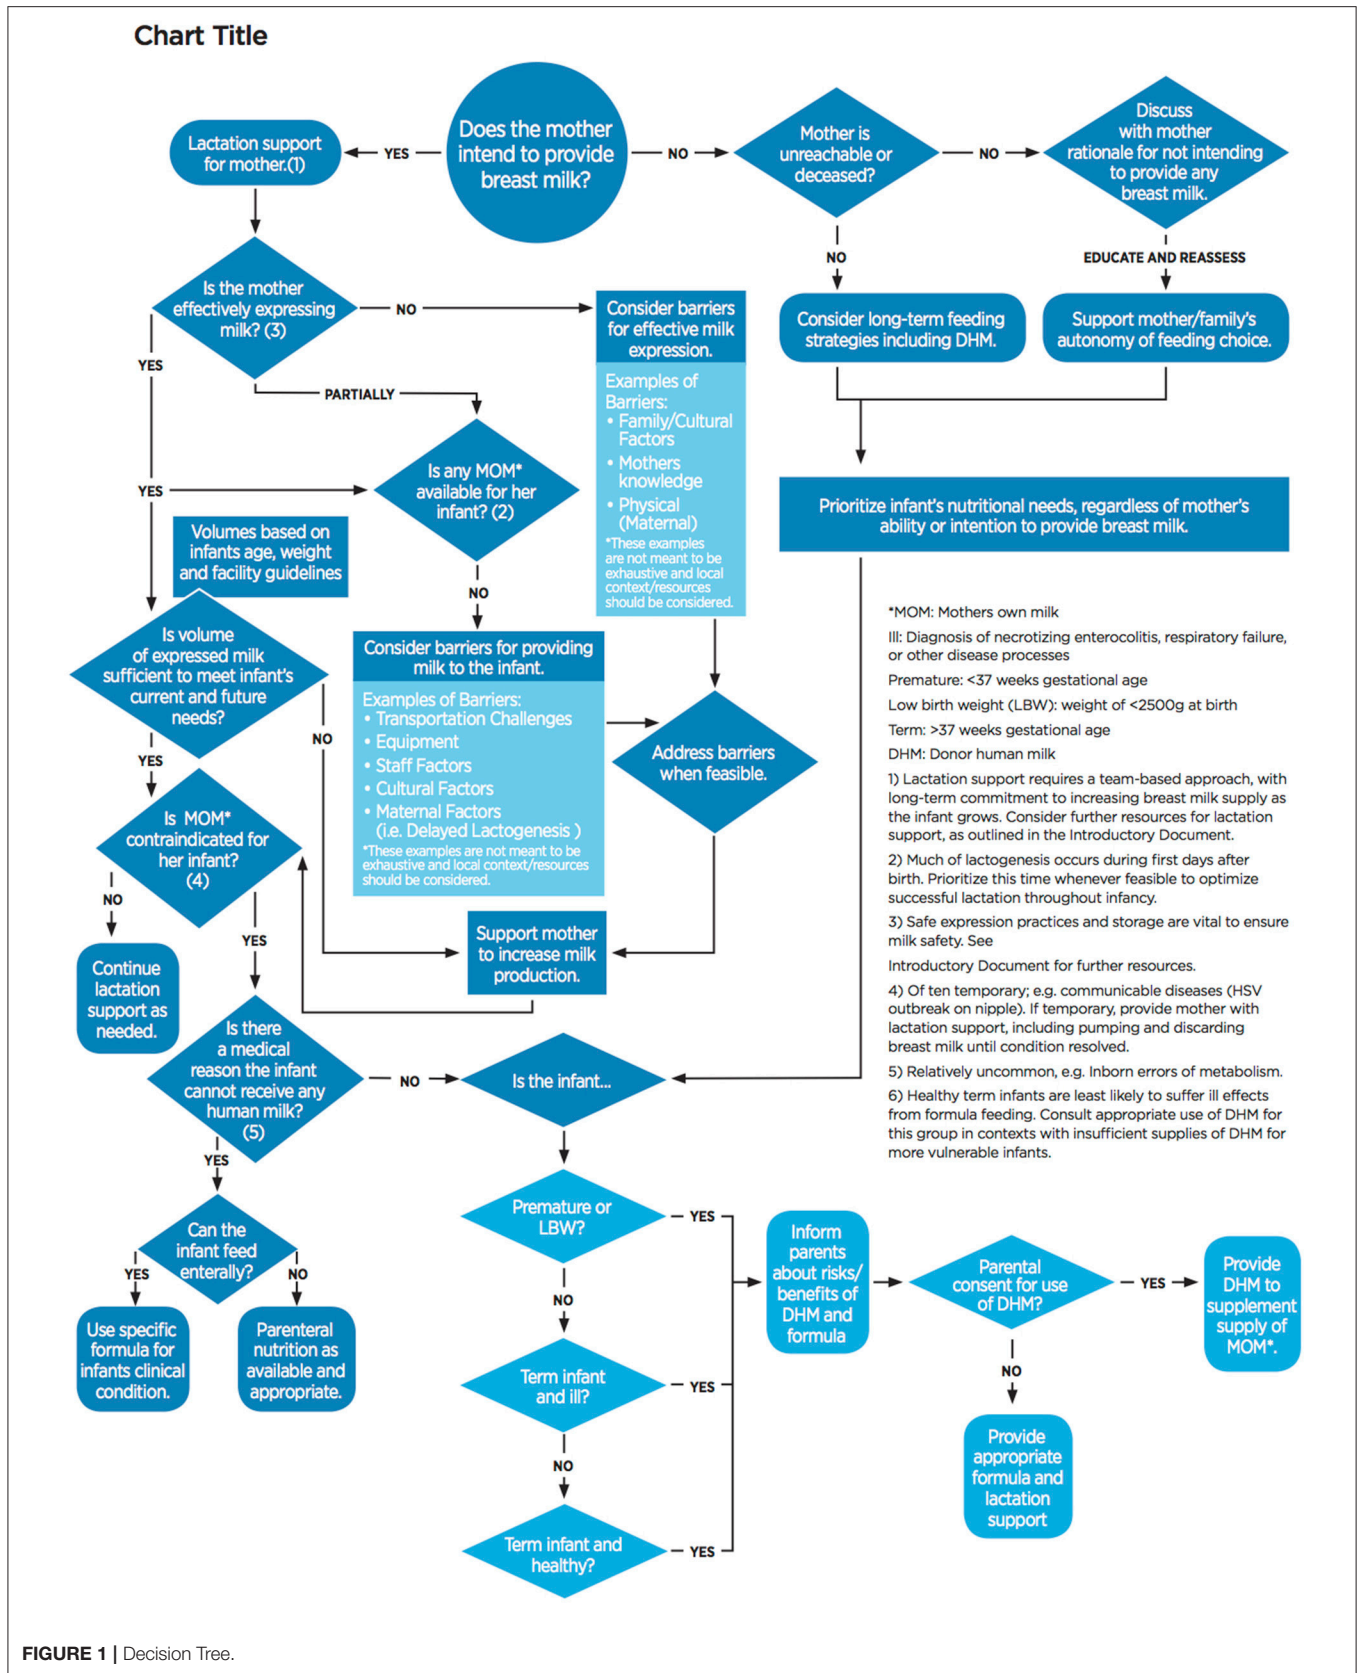 Chart Title
Does the mother
intend to provide
breast milk?
YES
Lactation support
for mother.(1)
NO
Mother is
unreachable or
deceased?
NO
Discuss
with mother
rationale for not intending
to provide any
breast milk.
NO
EDUCATE AND REASSESS
Consider long-term feeding
strategies including DHM.
Support mother/family's
autonomy of feeding choice.
Prioritize infant's nutritional needs, regardless of mother's
ability or intention to provide breast milk.
Is the mother
effectively expressing
milk? (3)
NO
YES
PARTIALLY
Consider barriers
for effective milk
expression.
Examples of
Barriers:
• Family/Cultural
Factors
• Mothers
knowledge
• Physical
(Maternal)
*These examples
are not meant to be
exhaustive and local
context/resources
should be considered.
YES
Is any MOM*
available for her
infant? (2)
NO
Volumes based on
infants age, weight
and facility guidelines
Is volume
of expressed milk
sufficient to meet infant's
current and future
needs?
NO
YES
Consider barriers for providing
milk to the infant.
Examples of Barriers:
• Transportation Challenges
• Equipment
• Staff Factors
• Cultural Factors
• Maternal Factors
(i.e. Delayed Lactogenesis )
*These examples are not meant to be
exhaustive and local context/resources
should be considered.
Address barriers
when feasible.
Support mother
to increase milk
production.
Is MOM*
contraindicated for
her infant?
(4)
NO
YES
Continue
lactation
support as
needed.
Is there
a medical
reason the infant
cannot receive any
human milk?
(5)
NO
YES
Can the
infant feed
enterally?
YES
NO
Use specific
formula for
infants clinical
condition.
Parenteral
nutrition as
available and
appropriate.
Is the infant...
Premature or
LBW?
YES
NO
Term infant
and ill?
YES
NO
Term infant and
healthy?
YES
Inform
parents
about risks/
benefits of
DHM and
formula
Parental
consent for use
of DHM?
YES
NO
Provide
DHM to
supplement
supply of
MOM*.
Provide
appropriate
formula and
lactation
support
*MOM: Mothers own milk
Ill: Diagnosis of necrotizing enterocolitis, respiratory failure,
or other disease processes
Premature: <37 weeks gestational age
Low birth weight (LBW): weight of <2500g at birth
Term: >37 weeks gestational age
DHM: Donor human milk
1) Lactation support requires a team-based approach, with
long-term commitment to increasing breast milk supply as
the infant grows. Consider further resources for lactation
support, as outlined in the Introductory Document.
2) Much of lactogenesis occurs during first days after
birth. Prioritize this time whenever feasible to optimize
successful lactation throughout infancy.
3) Safe expression practices and storage are vital to ensure
milk safety. See
Introductory Document for further resources.
4) Of ten temporary; e.g. communicable diseases (HSV
outbreak on nipple). If temporary, provide mother with
lactation support, including pumping and discarding
breast milk until condition resolved.
5) Relatively uncommon, e.g. Inborn errors of metabolism.
6) Healthy term infants are least likely to suffer ill effects
from formula feeding. Consult appropriate use of DHM for
this group in contexts with insufficient supplies of DHM for
more vulnerable infants.
FIGURE 1 | Decision Tree.